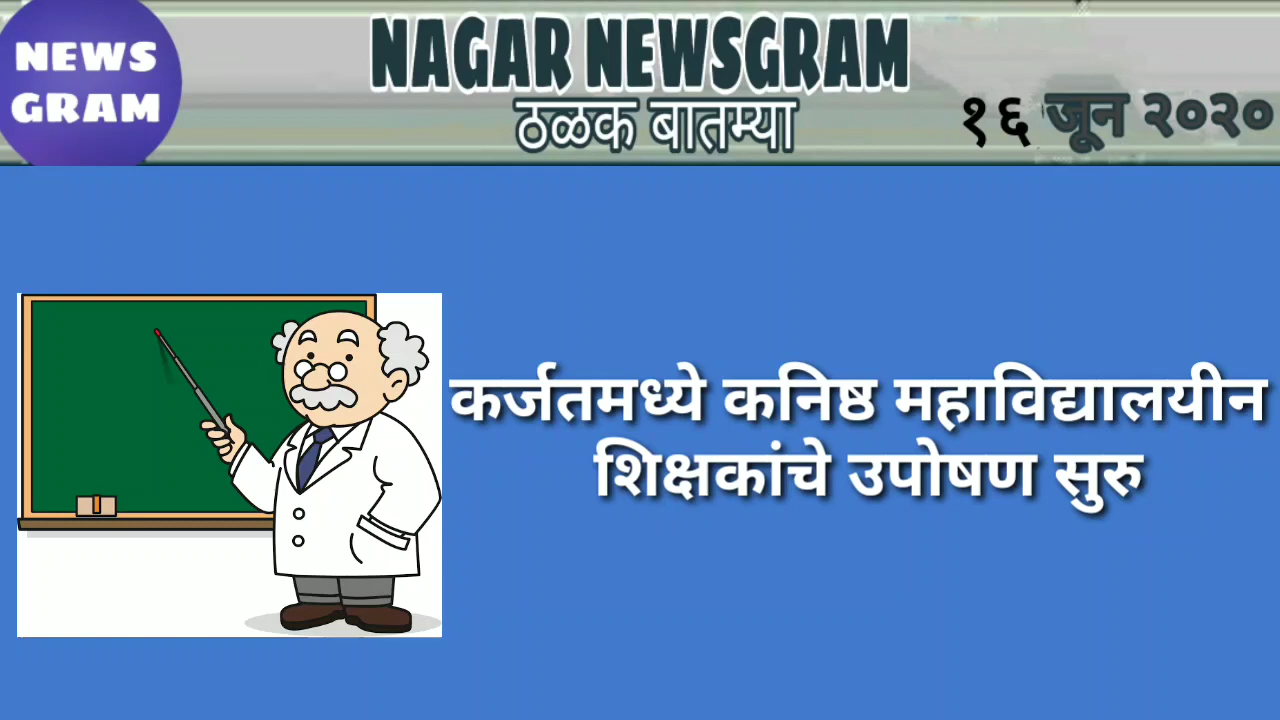 NEWS
GRAM
NAGAR NEWSGRAM
ठळक बातम्या
१६ जून २०२०
कर्जतमध्ये कनिष्ठ महाविद्यालयीन
शिक्षकांचे उपोषण सुरु